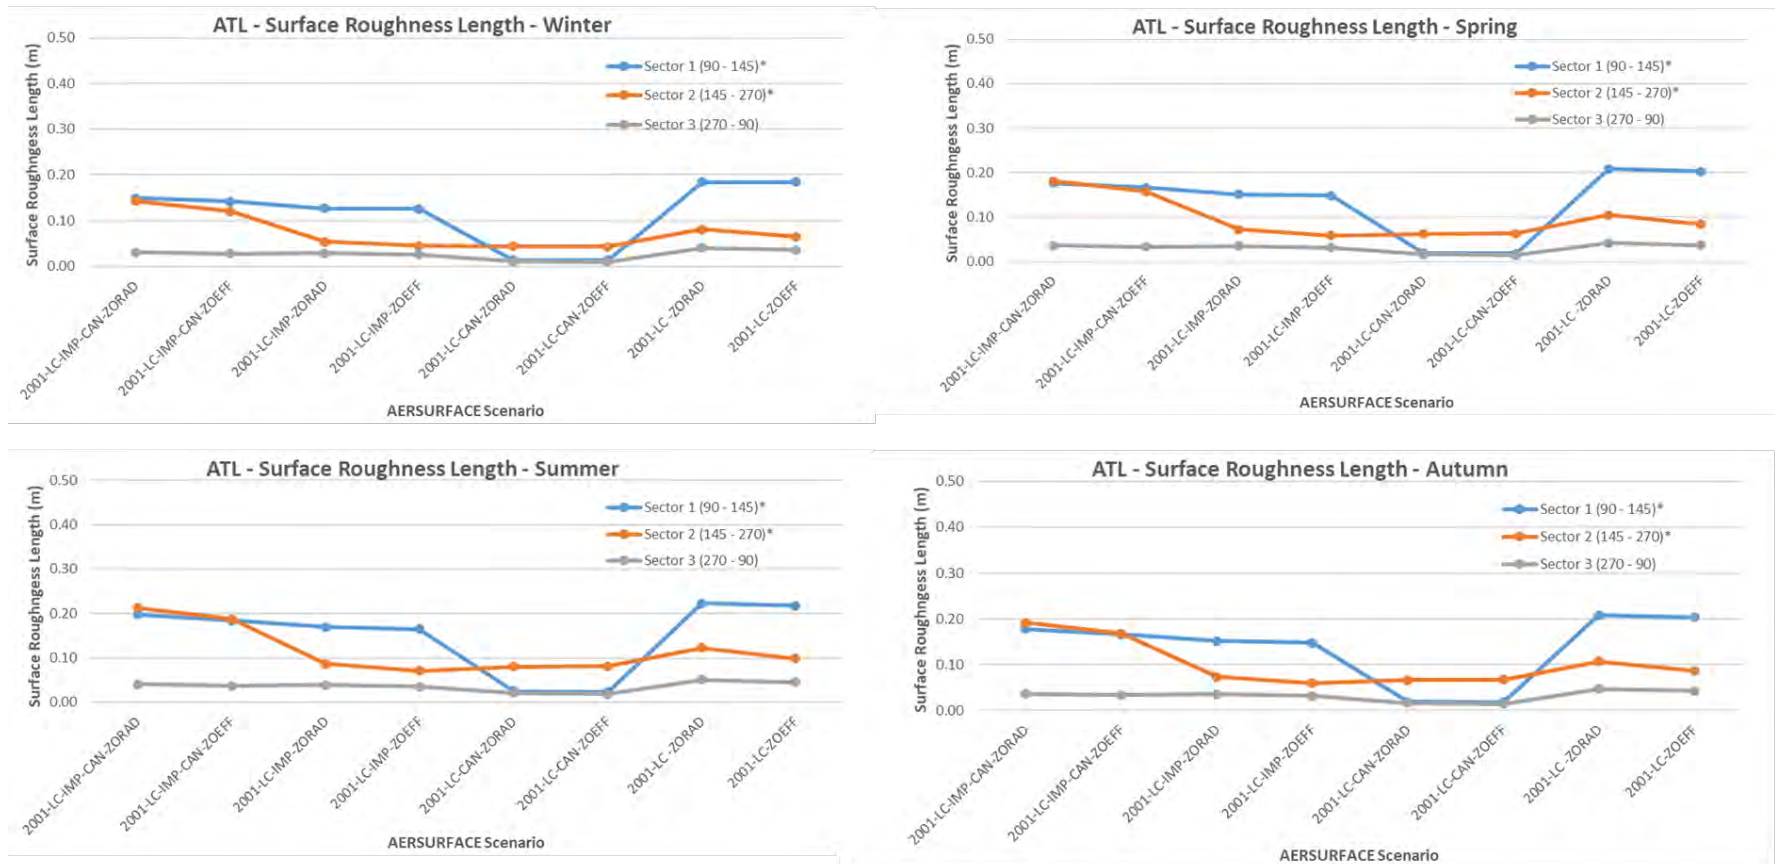 ATL - Surface Roughness Length - Winter
Surface Roughngess Length (m)
0.50
0.40
0.30
0.20
0.10
0.00
Sector 1 (90 - 145)*
Sector 2 (145 - 270)*
Sector 3 (270 - 90)
2001-LC-IMP-CAN-ZORAD
2001-LC-IMP-CAN-ZOEFF
2001-LC-IMP-ZORAD
2001-LC-IMP-ZOEFF
2001-LC-CAN-ZORAD
2001-LC-CAN-ZOEFF
2001-LC -ZORAD
2001-LC-ZOEFF
AERSURFACE Scenario
ATL - Surface Roughness Length - Spring
Surface Roughngess Length (m)
0.50
0.40
0.30
0.20
0.10
0.00
Sector 1 (90 - 145)*
Sector 2 (145 - 270)*
Sector 3 (270 - 90)
2001-LC-IMP-CAN-ZORAD
2001-LC-IMP-CAN-ZOEFF
2001-LC-IMP-ZORAD
2001-LC-IMP-ZOEFF
2001-LC-CAN-ZORAD
2001-LC-CAN-ZOEFF
2001-LC -ZORAD
2001-LC-ZOEFF
AERSURFACE Scenario
ATL - Surface Roughness Length - Summer
Surface Roughngess Length (m)
0.50
0.40
0.30
0.20
0.10
0.00
Sector 1 (90 - 145)*
Sector 2 (145 - 270)*
Sector 3 (270 - 90)
2001-LC-IMP-CAN-ZORAD
2001-LC-IMP-CAN-ZOEFF
2001-LC-IMP-ZORAD
2001-LC-IMP-ZOEFF
2001-LC-CAN-ZORAD
2001-LC-CAN-ZOEFF
2001-LC -ZORAD
2001-LC-ZOEFF
AERSURFACE Scenario
ATL - Surface Roughness Length - Autumn
Surface Roughngess Length (m)
0.50
0.40
0.30
0.20
0.10
0.00
Sector 1 (90 - 145)*
Sector 2 (145 - 270)*
Sector 3 (270 - 90)
2001-LC-IMP-CAN-ZORAD
2001-LC-IMP-CAN-ZOEFF
2001-LC-IMP-ZORAD
2001-LC-IMP-ZOEFF
2001-LC-CAN-ZORAD
2001-LC-CAN-ZOEFF
2001-LC -ZORAD
2001-LC-ZOEFF
AERSURFACE Scenario